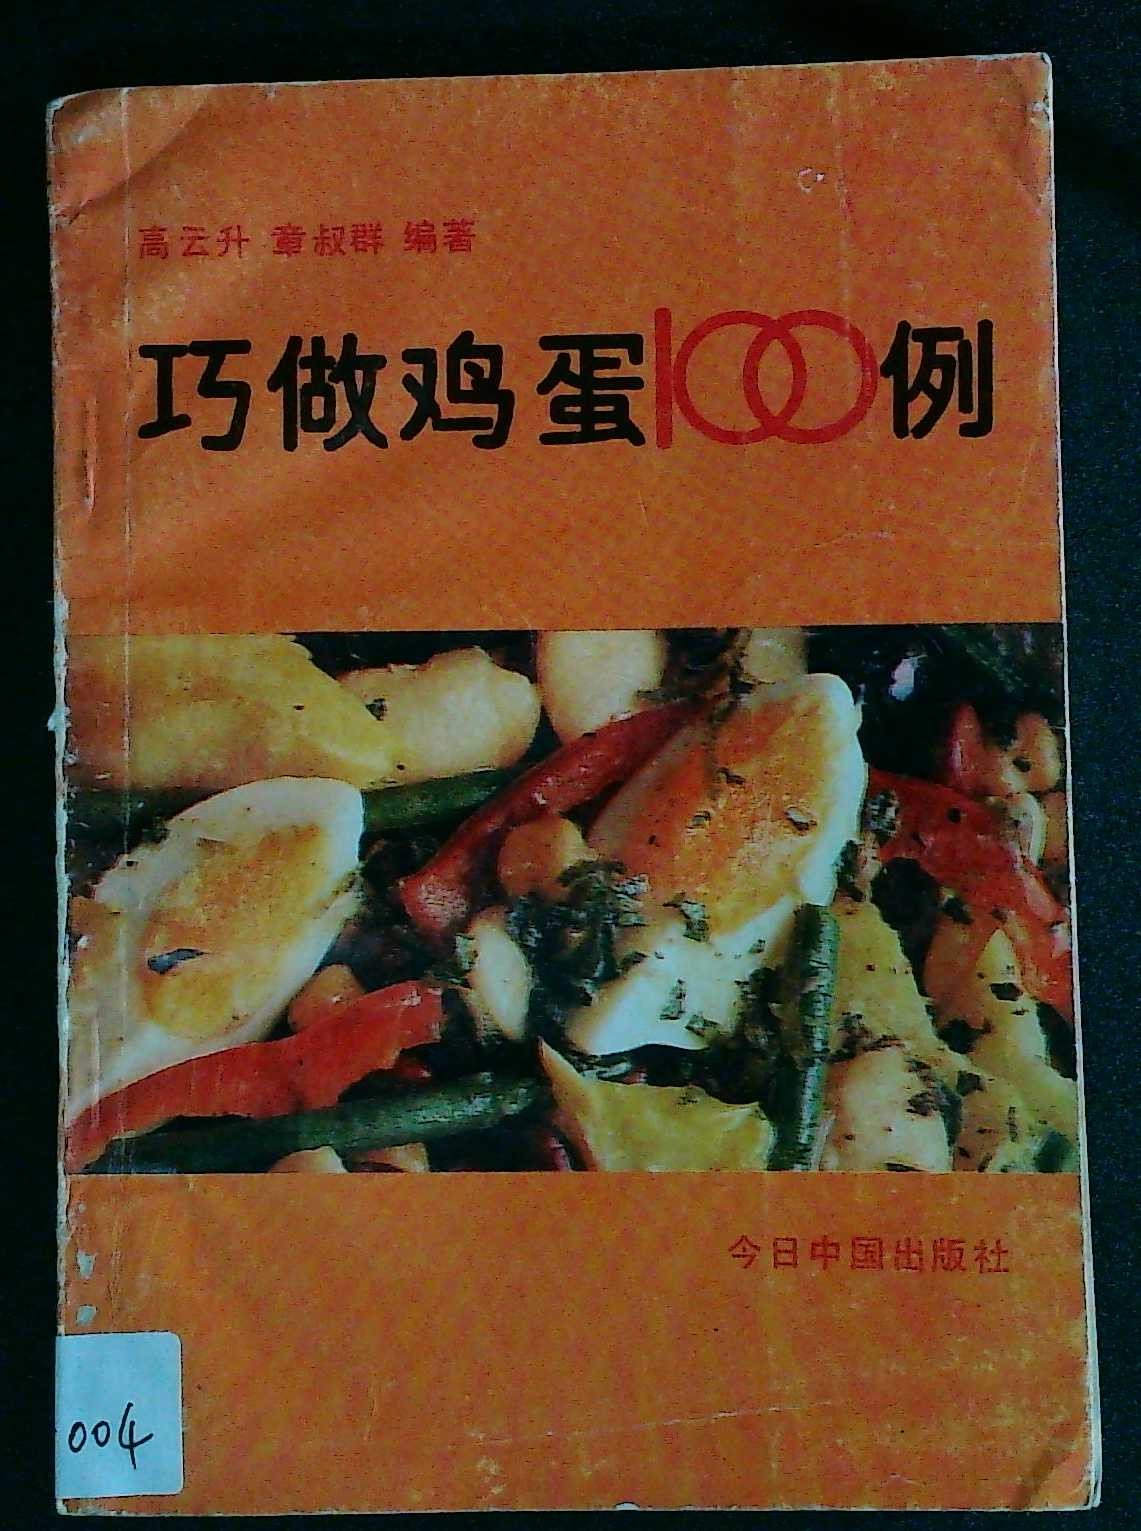 高云升 章叔群 编著
巧做鸡蛋100例
今日中国出版社
004